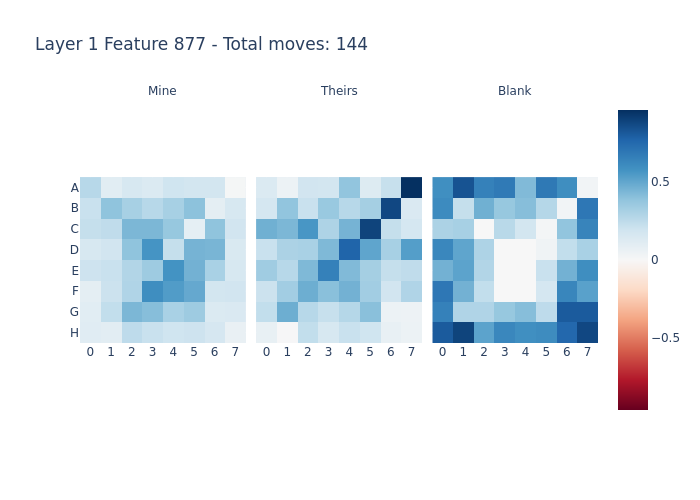 Layer 1 Feature 877 - Total moves: 144
Mine Theirs Blank
A
B
C
D
E
F
G
H
0 1 2 3 4 5 6 7 0 1 2 3 4 5 6 7 0 1 2 3 4 5 6 7
0.5
0
−0.5